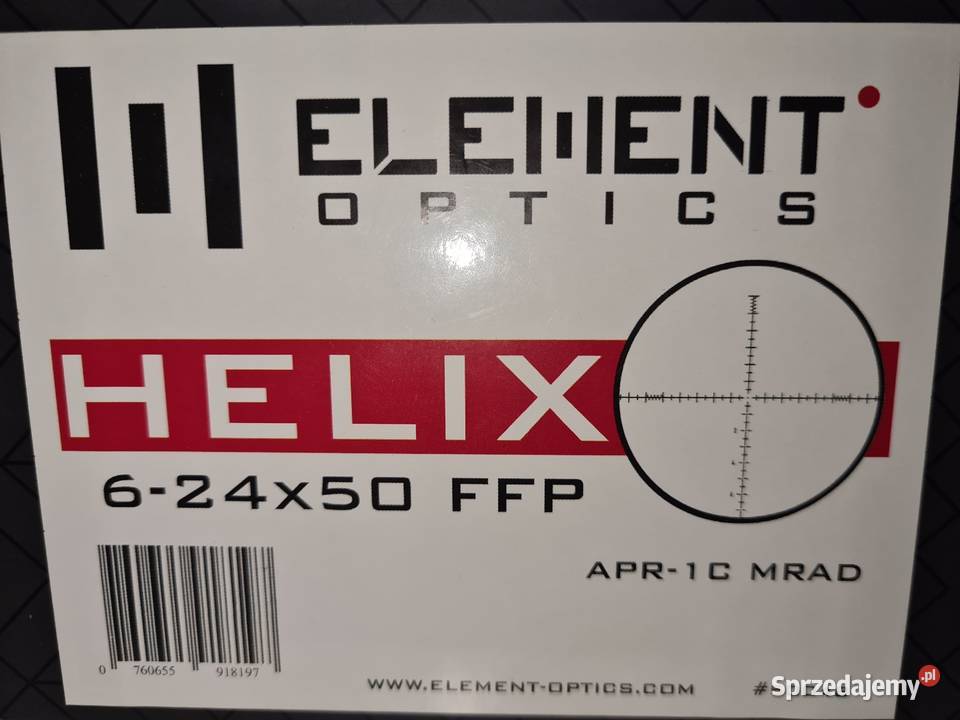 ELEMENT
OPTICS
HELIX
6-24x50 FFP
APR-1C MRAD
0 760655 918197
WWW.ELEMENT-OPTICS.COM
#
Sprzedajemy.pl